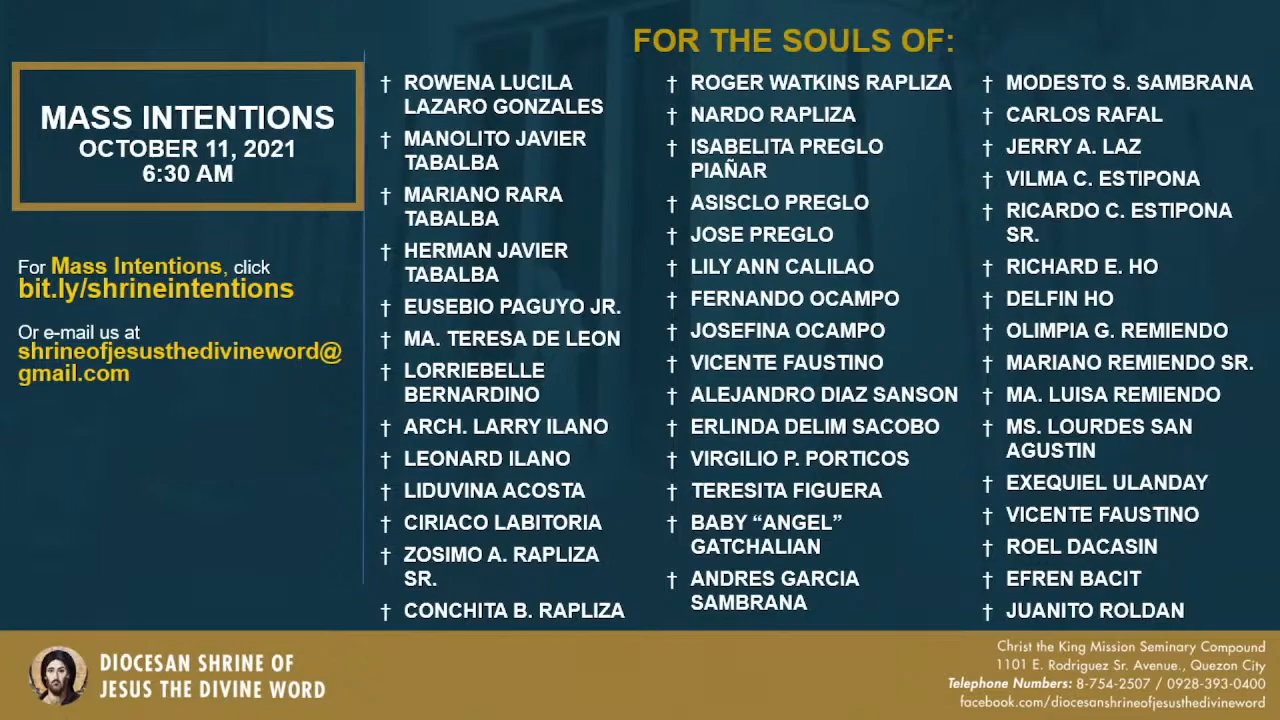 FOR THE SOULS OF:
MASS INTENTIONS
OCTOBER 11, 2021
6:30 AM
For Mass Intentions, click
bit.ly/shrineintentions
Or e-mail us at
shrineofjesusthedivineword@
gmail.com
† ROWENA LUCILA
LAZARO GONZALES
† MANOLITO JAVIER
TABALBA
† MARIANO RARA
TABALBA
† HERMAN JAVIER
TABALBA
† EUSEBIO PAGUYO JR.
† MA. TERESA DE LEON
† LORRIEBELLE
BERNARDINO
† ARCH. LARRY ILANO
† LEONARD ILANO
† LIDUVINA ACOSTA
† CIRIACO LABITORIA
† ZOSIMO A. RAPLIZA
SR.
† CONCHITA B. RAPLIZA
† ROGER WATKINS RAPLIZA
† NARDO RAPLIZA
† ISABELITA PREGLO
PIAÑAR
† ASISCLO PREGLO
† JOSE PREGLO
† LILY ANN CALILAO
† FERNANDO OCAMPO
† JOSEFINA OCAMPO
† VICENTE FAUSTINO
† ALEJANDRO DIAZ SANSON
† ERLINDA DELIM SACOBO
† VIRGILIO P. PORTICOS
† TERESITA FIGUERA
† BABY “ANGEL”
GATCHALIAN
† ANDRES GARCIA
SAMBRANA
† MODESTO S. SAMBRANA
† CARLOS RAFAL
† JERRY A. LAZ
† VILMA C. ESTIPONA
† RICARDO C. ESTIPONA
SR.
† RICHARD E. HO
† DELFIN HO
† OLIMPIA G. REMIENDO
† MARIANO REMIENDO SR.
† MA. LUISA REMIENDO
† MS. LOURDES SAN
AGUSTIN
† EXEQUIEL ULANDAY
† VICENTE FAUSTINO
† ROEL DACASIN
† EFREN BACIT
† JUANITO ROLDAN
DIOCESAN SHRINE OF
JESUS THE DIVINE WORD
Christ the King Mission Seminary Compound
1101 E. Rodriguez Sr. Avenue., Quezon City
Telephone Numbers: 8-754-2507 / 0928-393-0400
facebook.com/diocesanshrineofjesusthedivineword